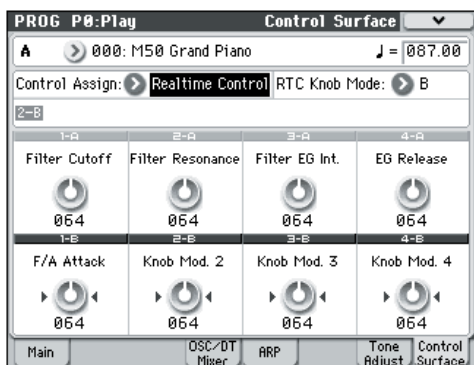 PROG P0:Play Control Surface
A 000: M50 Grand Piano ♩= 087.00
Control Assign: Realtime Control RTC Knob Mode: B
2-B
1-A 2-A 3-A 4-A
Filter Cutoff Filter Resonance Filter EG Int. EG Release
064 064 064 064
1-B 2-B 3-B 4-B
F/A Attack Knob Mod. 2 Knob Mod. 3 Knob Mod. 4
064 064 064 064
Main OSC/DT Mixer ARP Tone Adjust Control Surface